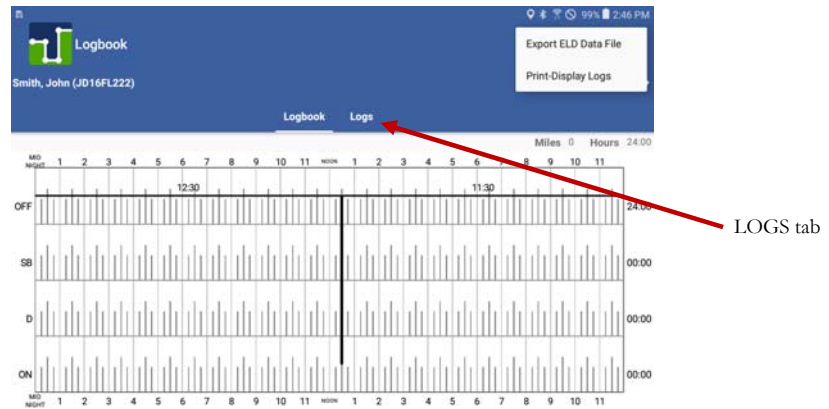 99% 2:46 PM
Logbook
Export ELD Data File
Smith, John (JD16FL222)
Print-Display Logs
Logbook Logs
Miles 0 Hours 24:00
MID NIGHT 1 2 3 4 5 6 7 8 9 10 11 NOON 1 2 3 4 5 6 7 8 9 10 11
12:30 11:30
OFF 24:00
LOGS tab
SB 00:00
D 00:00
ON 00:00
MID NIGHT 1 2 3 4 5 6 7 8 9 10 11 NOON 1 2 3 4 5 6 7 8 9 10 11